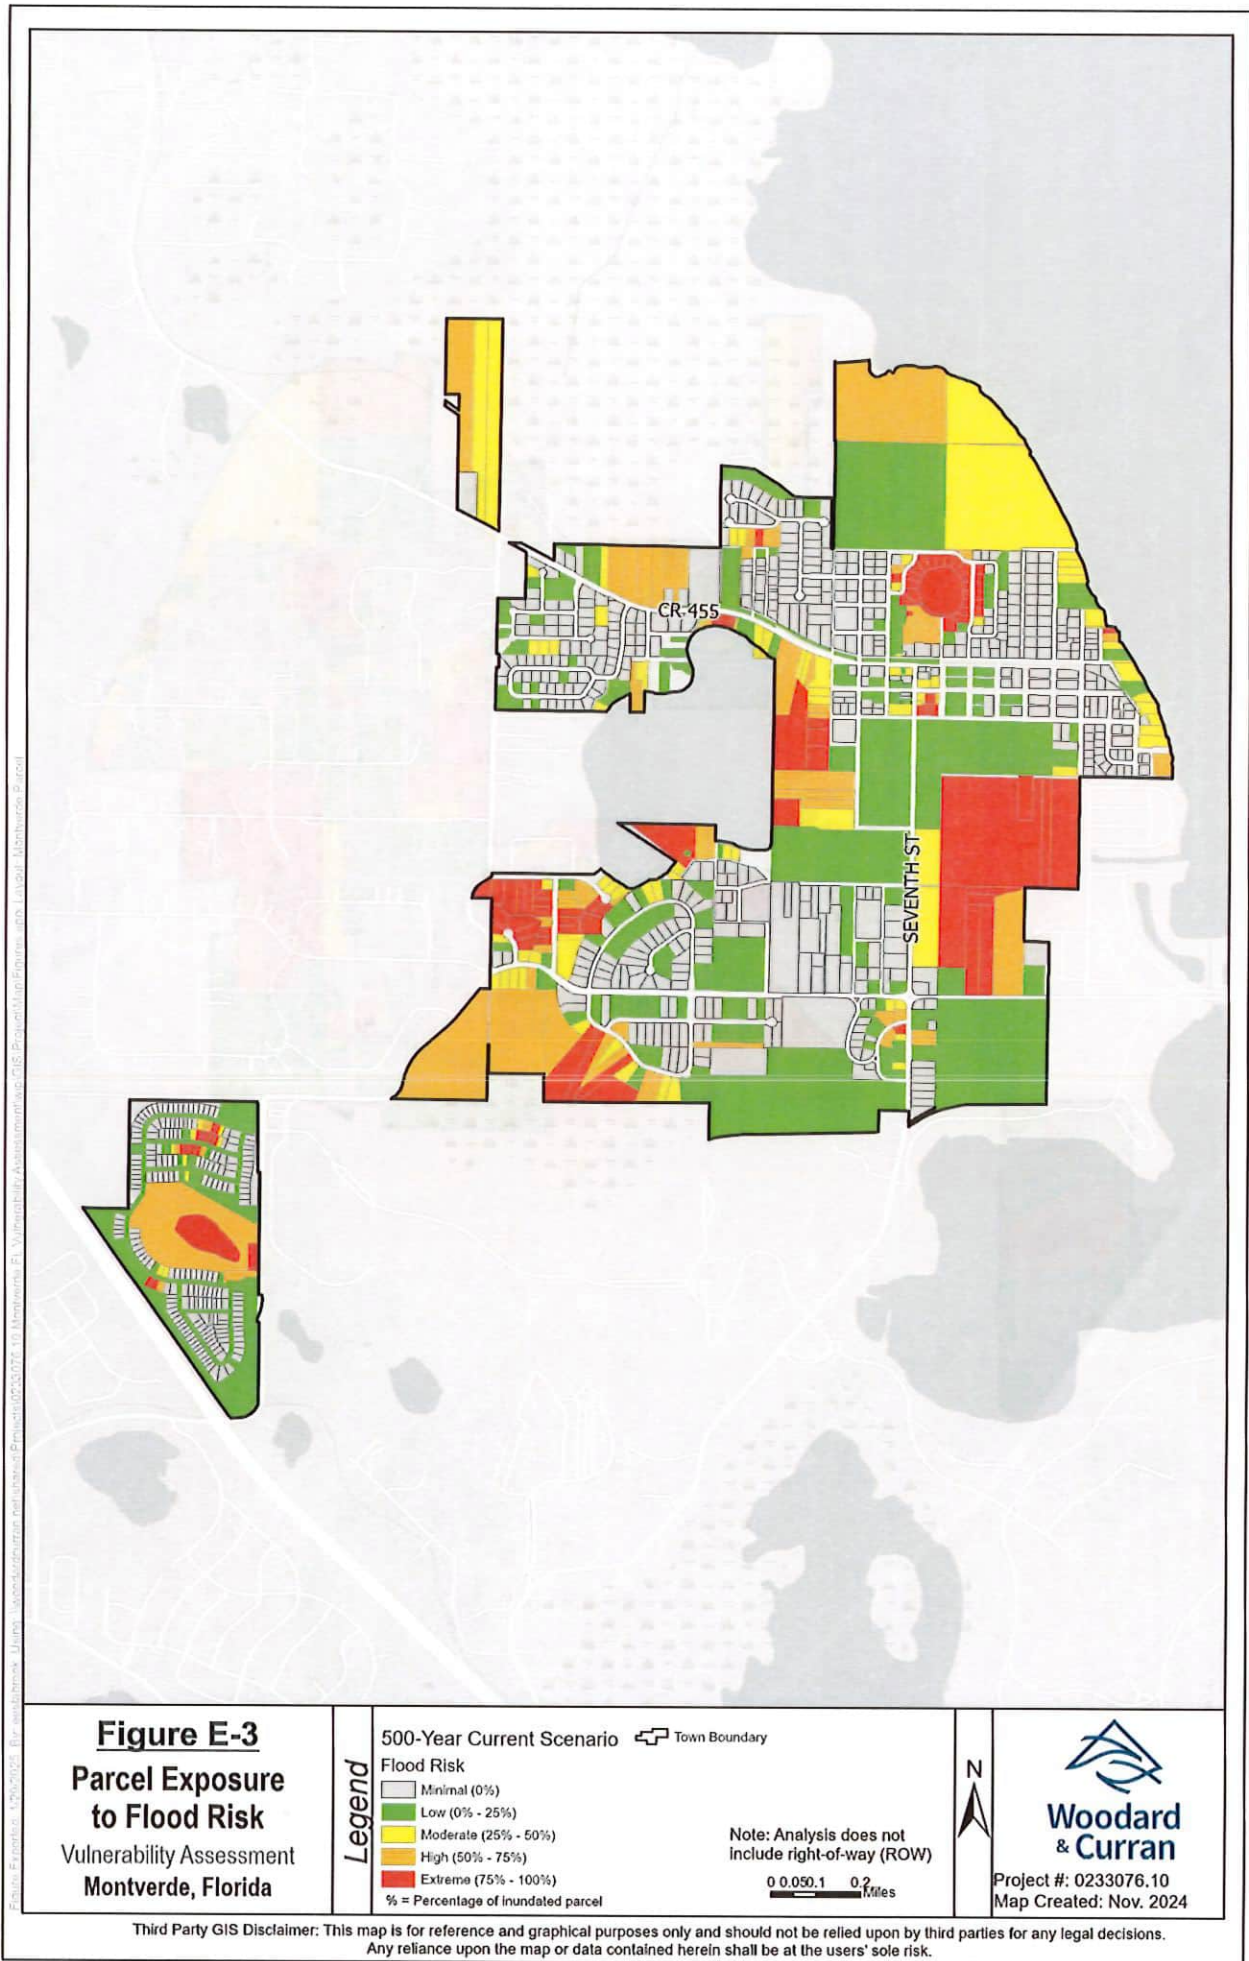 CR-455
SEVENTH ST
Figure E-3
Parcel Exposure
to Flood Risk
Vulnerability Assessment
Montverde, Florida
Legend
500-Year Current Scenario
Town Boundary
Flood Risk
Minimal (0%)
Low (0% - 25%)
Moderate (25% - 50%)
High (50% - 75%)
Extreme (75% - 100%)
% = Percentage of inundated parcel
Note: Analysis does not
include right-of-way (ROW)
0 0.050.1 0.2
Miles
N
Woodard
& Curran
Project #: 0233076.10
Map Created: Nov. 2024
Third Party GIS Disclaimer: This map is for reference and graphical purposes only and should not be relied upon by third parties for any legal decisions.
Any reliance upon the map or data contained herein shall be at the users' sole risk.